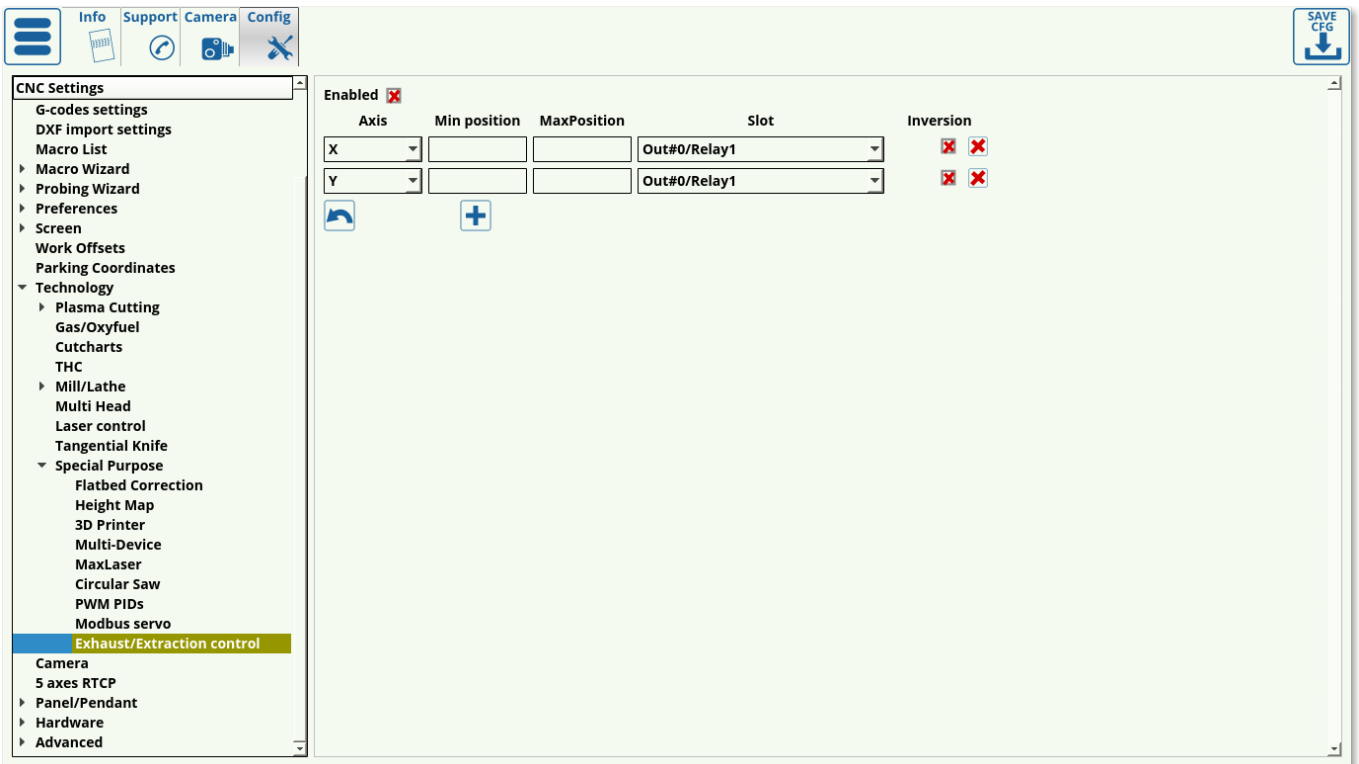 Info Support Camera Config
SAVE
CFG
CNC Settings
G-codes settings
DXF import settings
Macro List
Macro Wizard
Probing Wizard
Preferences
Screen
Work Offsets
Parking Coordinates
Technology
Plasma Cutting
Gas/Oxyfuel
Cutcharts
THC
Mill/Lathe
Multi Head
Laser control
Tangential Knife
Special Purpose
Flatbed Correction
Height Map
3D Printer
Multi-Device
MaxLaser
Circular Saw
PWM PIDs
Modbus servo
Exhaust/Extraction control
Camera
5 axes RTCP
Panel/Pendant
Hardware
Advanced
Enabled
Axis Min position MaxPosition Slot Inversion
X Out#0/Relay1
Y Out#0/Relay1